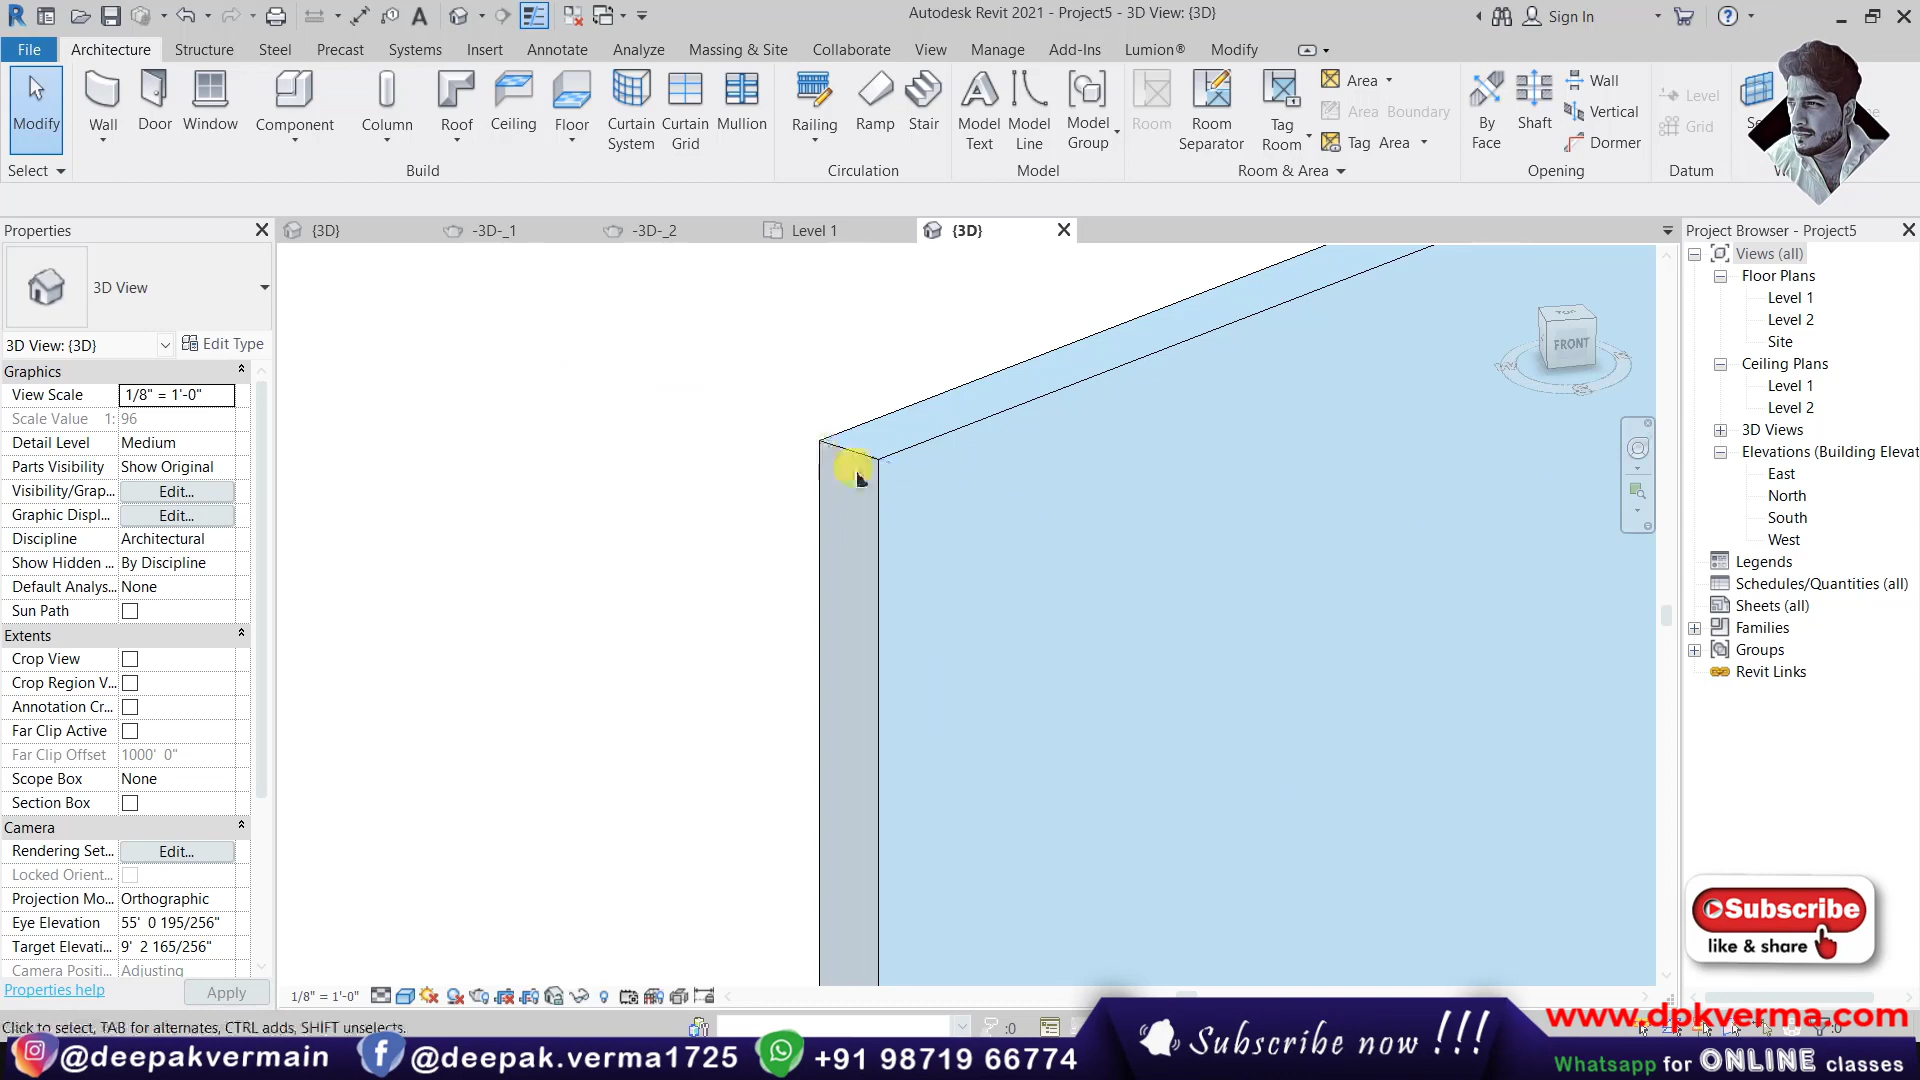 Autodesk Revit 2021 - Project5 - 3D View: {3D}
Sign In
File Architecture Structure Steel Precast Systems Insert Annotate Analyze Massing & Site Collaborate View Manage Add-Ins Lumion® Modify
Modify
Wall
Door
Window
Component
Column
Roof
Ceiling
Floor
Curtain System
Curtain Grid
Mullion
Railing
Ramp
Stair
Model Text
Model Line
Model Group
Room
Room Separator
Tag Room
Area
Area Boundary
Tag Area
By Face
Shaft
Wall
Vertical
Dormer
Level
Grid
Select
Build
Circulation
Model
Room & Area
Opening
Datum
Properties
{3D}
-3D-_1
-3D-_2
Level 1
{3D}
Project Browser - Project5
3D View
3D View: {3D}
Edit Type
Graphics
View Scale 1/8" = 1'-0"
Scale Value 1: 96
Detail Level Medium
Parts Visibility Show Original
Visibility/Grap... Edit...
Graphic Displ... Edit...
Discipline Architectural
Show Hidden ... By Discipline
Default Analys... None
Sun Path
Extents
Crop View
Crop Region V...
Annotation Cr...
Far Clip Active
Far Clip Offset 1000' 0"
Scope Box None
Section Box
Camera
Rendering Set... Edit...
Locked Orient...
Projection Mo... Orthographic
Eye Elevation 55' 0 195/256"
Target Elevati... 9' 2 165/256"
Camera Positi... Adjusting
Properties help
Apply
TOP
FRONT
Views (all)
Floor Plans
Level 1
Level 2
Site
Ceiling Plans
Level 1
Level 2
3D Views
Elevations (Building Elevat
East
North
South
West
Legends
Schedules/Quantities (all)
Sheets (all)
Families
Groups
Revit Links
Subscribe
like & share
1/8" = 1'-0"
Click to select, TAB for alternates, CTRL adds, SHIFT unselects.
:0
:0
@deepakvermain
@deepak.verma1725
+91 98719 66774
Subscribe now !!!
www.dpkverma.com
Whatsapp for ONLINE classes